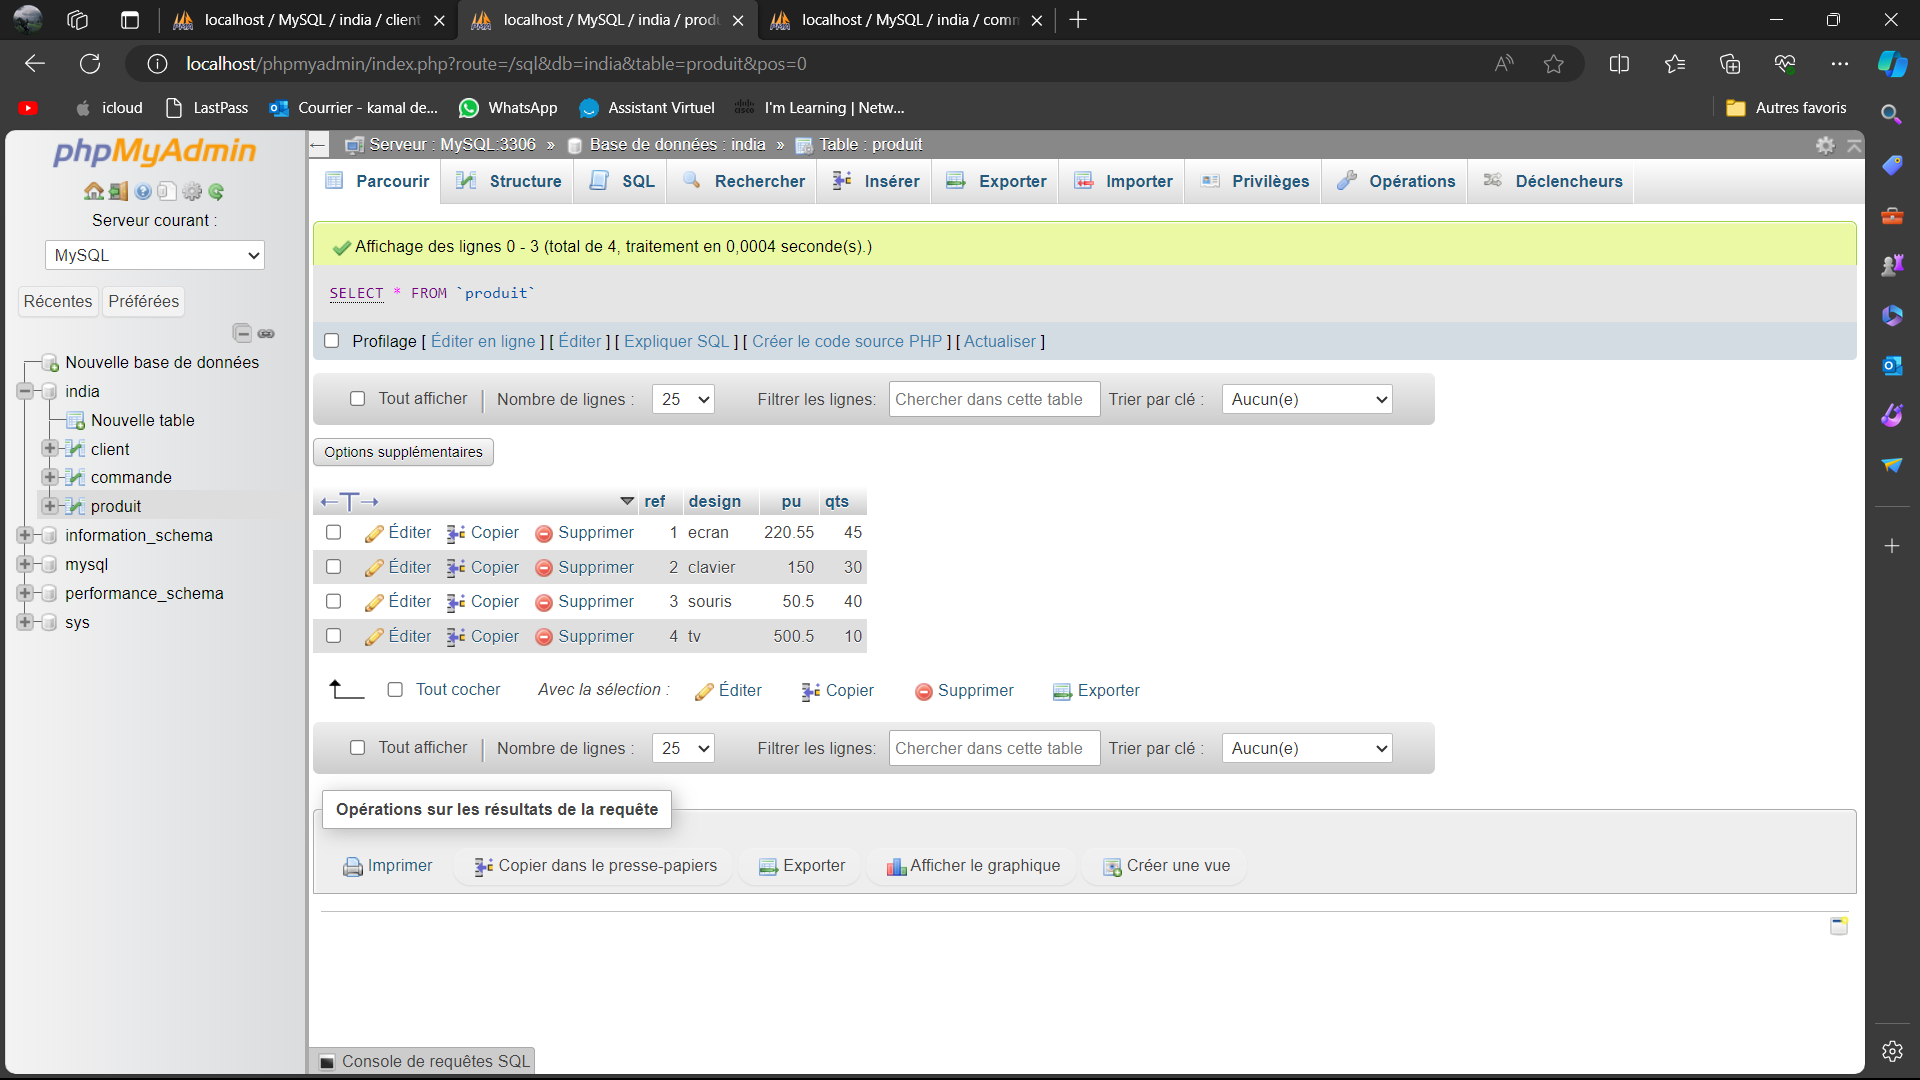 localhost / MySQL / india / client
localhost / MySQL / india / produ
localhost / MySQL / india / comm
localhost/phpmyadmin/index.php?route=/sql&db=india&table=produit&pos=0
icloud
LastPass
Courrier - kamal de...
WhatsApp
Assistant Virtuel
I'm Learning | Netw...
Autres favoris
phpMyAdmin
Serveur courant :
MySQL
Récentes
Préférées
Nouvelle base de données
india
Nouvelle table
client
commande
produit
information_schema
mysql
performance_schema
sys
Serveur : MySQL:3306 » Base de données : india » Table : produit
Parcourir
Structure
SQL
Rechercher
Insérer
Exporter
Importer
Privilèges
Opérations
Déclencheurs
Affichage des lignes 0 - 3 (total de 4, traitement en 0,0004 seconde(s).)
SELECT * FROM `produit`
Profilage [ Éditer en ligne ] [ Éditer ] [ Expliquer SQL ] [ Créer le code source PHP ] [ Actualiser ]
Tout afficher | Nombre de lignes : 25 Filtrer les lignes: Chercher dans cette table Trier par clé : Aucun(e)
Options supplémentaires
←T→ ref design pu qts
Éditer Copier Supprimer 1 ecran 220.55 45
Éditer Copier Supprimer 2 clavier 150 30
Éditer Copier Supprimer 3 souris 50.5 40
Éditer Copier Supprimer 4 tv 500.5 10
Tout cocher Avec la sélection : Éditer Copier Supprimer Exporter
Tout afficher | Nombre de lignes : 25 Filtrer les lignes: Chercher dans cette table Trier par clé : Aucun(e)
Opérations sur les résultats de la requête
Imprimer Copier dans le presse-papiers Exporter Afficher le graphique Créer une vue
Console de requêtes SQL